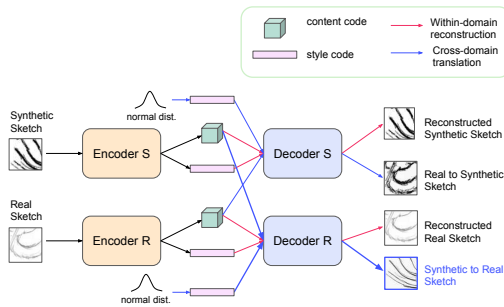 content code
Within-domain
reconstruction
style code
Cross-domain
translation
normal dist.
Synthetic
Sketch
Encoder S
Decoder S
Reconstructed
Synthetic Sketch
Real to Synthetic
Sketch
Real
Sketch
Encoder R
Decoder R
Reconstructed
Real Sketch
Synthetic to Real
Sketch
normal dist.